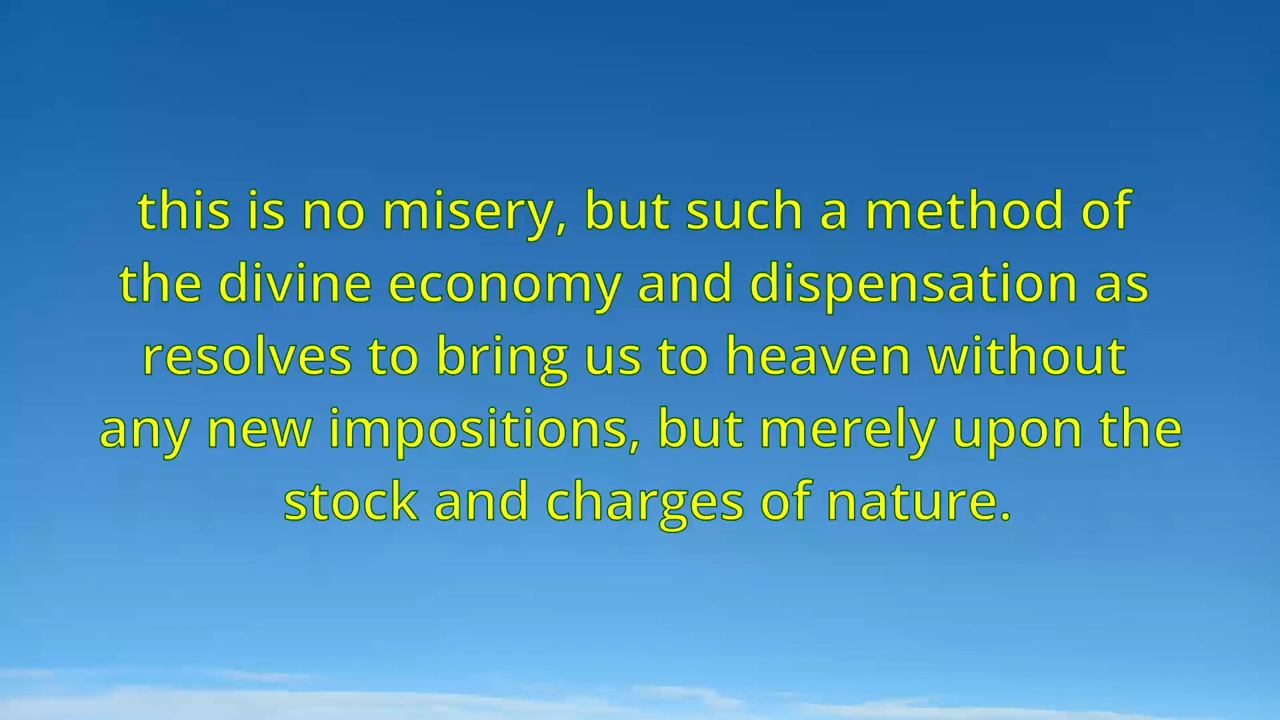 this is no misery, but such a method of
the divine economy and dispensation as
resolves to bring us to heaven without
any new impositions, but merely upon the
stock and charges of nature.